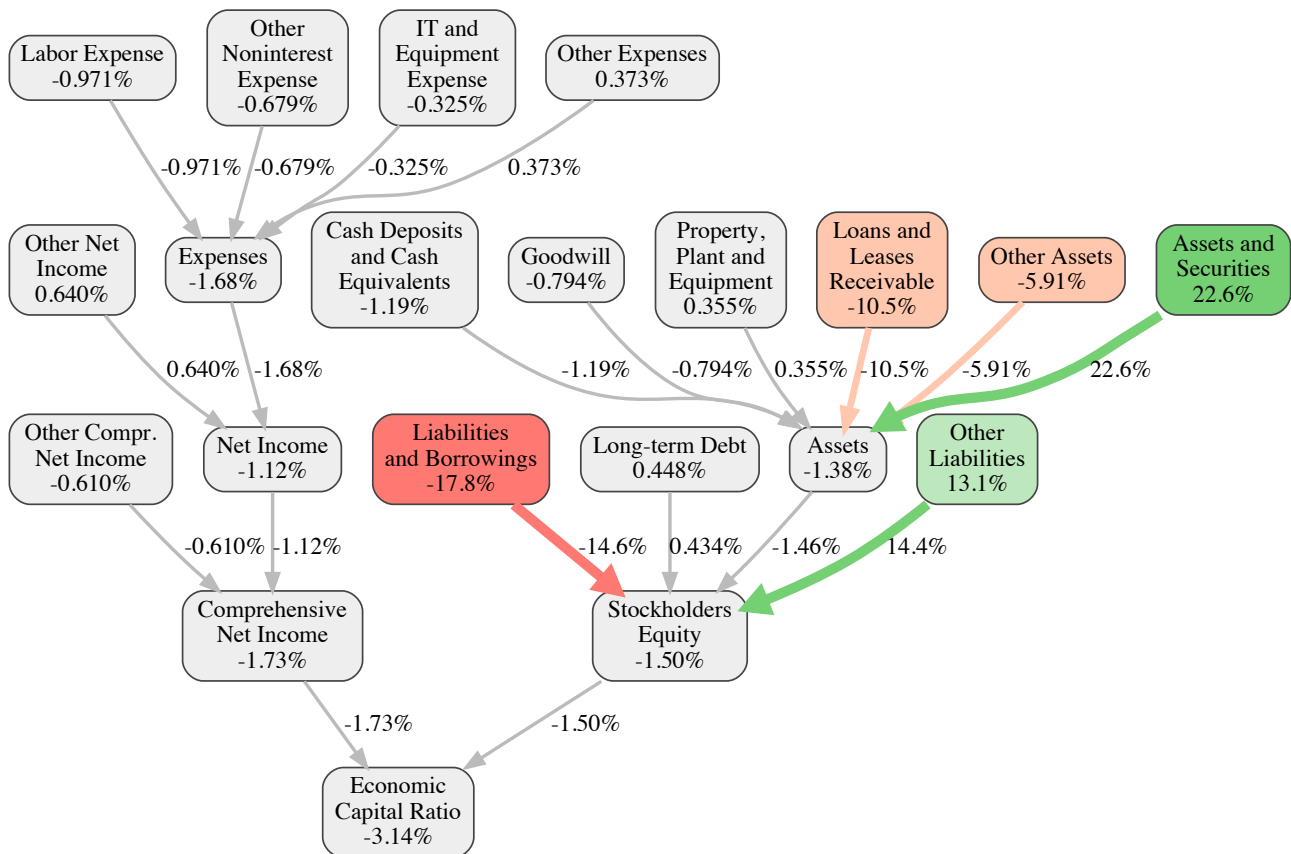 Labor Expense
-0.971%
Other
Noninterest
Expense
-0.679%
IT and
Equipment
Expense
-0.325%
Other Expenses
0.373%
-0.971%
-0.679%
-0.325%
0.373%
Other Net
Income
0.640%
Expenses
-1.68%
Cash Deposits
and Cash
Equivalents
-1.19%
Goodwill
-0.794%
Property,
Plant and
Equipment
0.355%
Loans and
Leases
Receivable
-10.5%
Other Assets
-5.91%
Assets and
Securities
22.6%
0.640%
-1.68%
-1.19%
-0.794%
0.355%
-10.5%
-5.91%
22.6%
Other Compr.
Net Income
-0.610%
Net Income
-1.12%
Liabilities
and Borrowings
-17.8%
Long-term Debt
0.448%
Assets
-1.38%
Other
Liabilities
13.1%
-0.610%
-1.12%
-14.6%
0.434%
-1.46%
14.4%
Comprehensive
Net Income
-1.73%
Stockholders
Equity
-1.50%
-1.73%
-1.50%
Economic
Capital Ratio
-3.14%